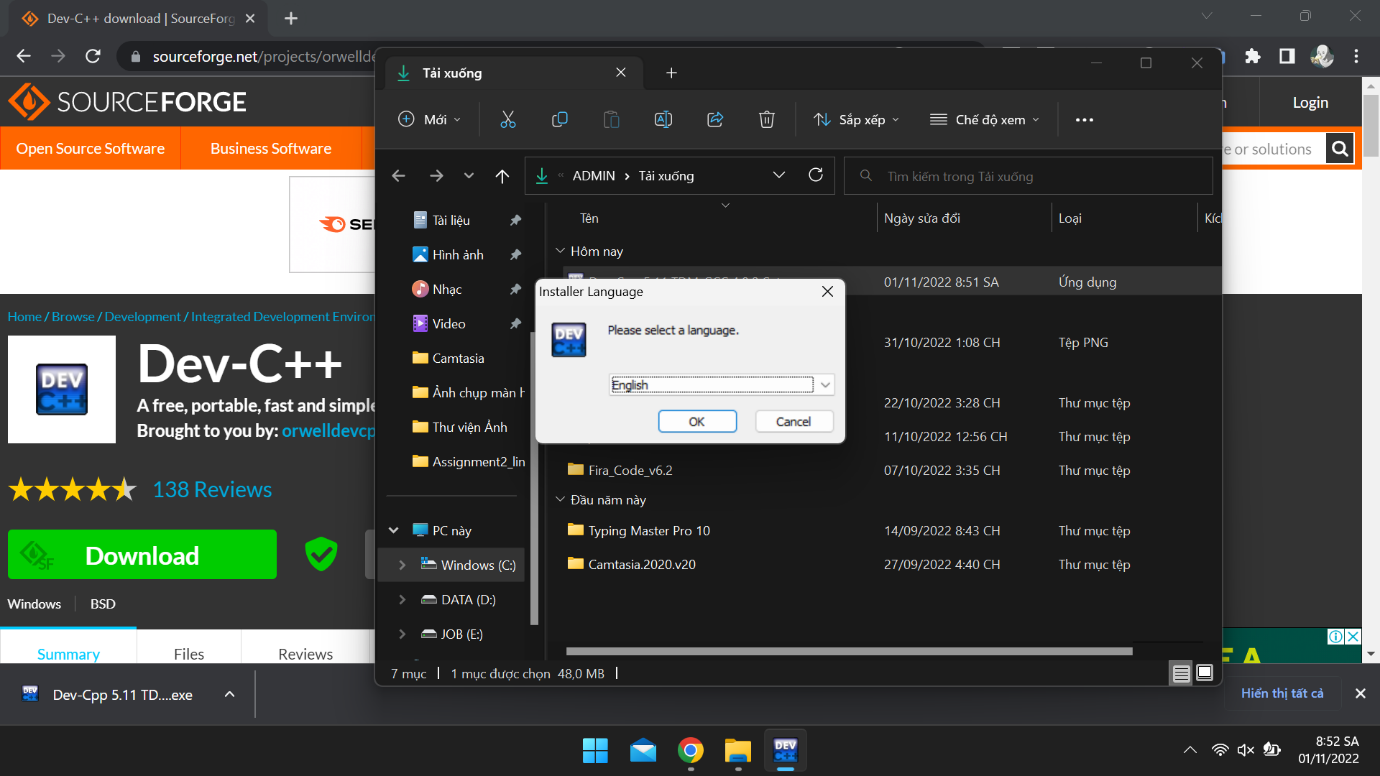 Dev-C++ download | SourceForg
sourceforge.net/projects/orwellde
SOURCEFORGE
Login
Open Source Software
Business Software
e or solutions
Home / Browse / Development / Integrated Development Environ
DEV
C++
Dev-C++
A free, portable, fast and simple
Brought to you by: orwelldevcp
138 Reviews
SF
Download
Windows
BSD
Summary
Files
Reviews
Tải xuống
Mới
Sắp xếp
Chế độ xem
ADMIN > Tải xuống
Tìm kiếm trong Tải xuống
Tài liệu
Hình ảnh
Nhạc
Video
Camtasia
Ảnh chụp màn h
Thư viện Ảnh
Assignment2_lin
PC này
Windows (C:)
DATA (D:)
JOB (E:)
Tên
Ngày sửa đổi
Loại
Kíc
Hôm nay
01/11/2022 8:51 SA
Ứng dụng
31/10/2022 1:08 CH
Tệp PNG
22/10/2022 3:28 CH
Thư mục tệp
11/10/2022 12:56 CH
Thư mục tệp
Fira_Code_v6.2
07/10/2022 3:35 CH
Thư mục tệp
Đầu năm này
Typing Master Pro 10
14/09/2022 8:43 CH
Thư mục tệp
Camtasia.2020.v20
27/09/2022 4:40 CH
Thư mục tệp
7 mục
1 mục được chọn 48,0 MB
Installer Language
DEV
C++
Please select a language.
English
OK
Cancel
Dev-Cpp 5.11 TD....exe
Hiển thị tất cả
DEV
C++
8:52 SA
01/11/2022